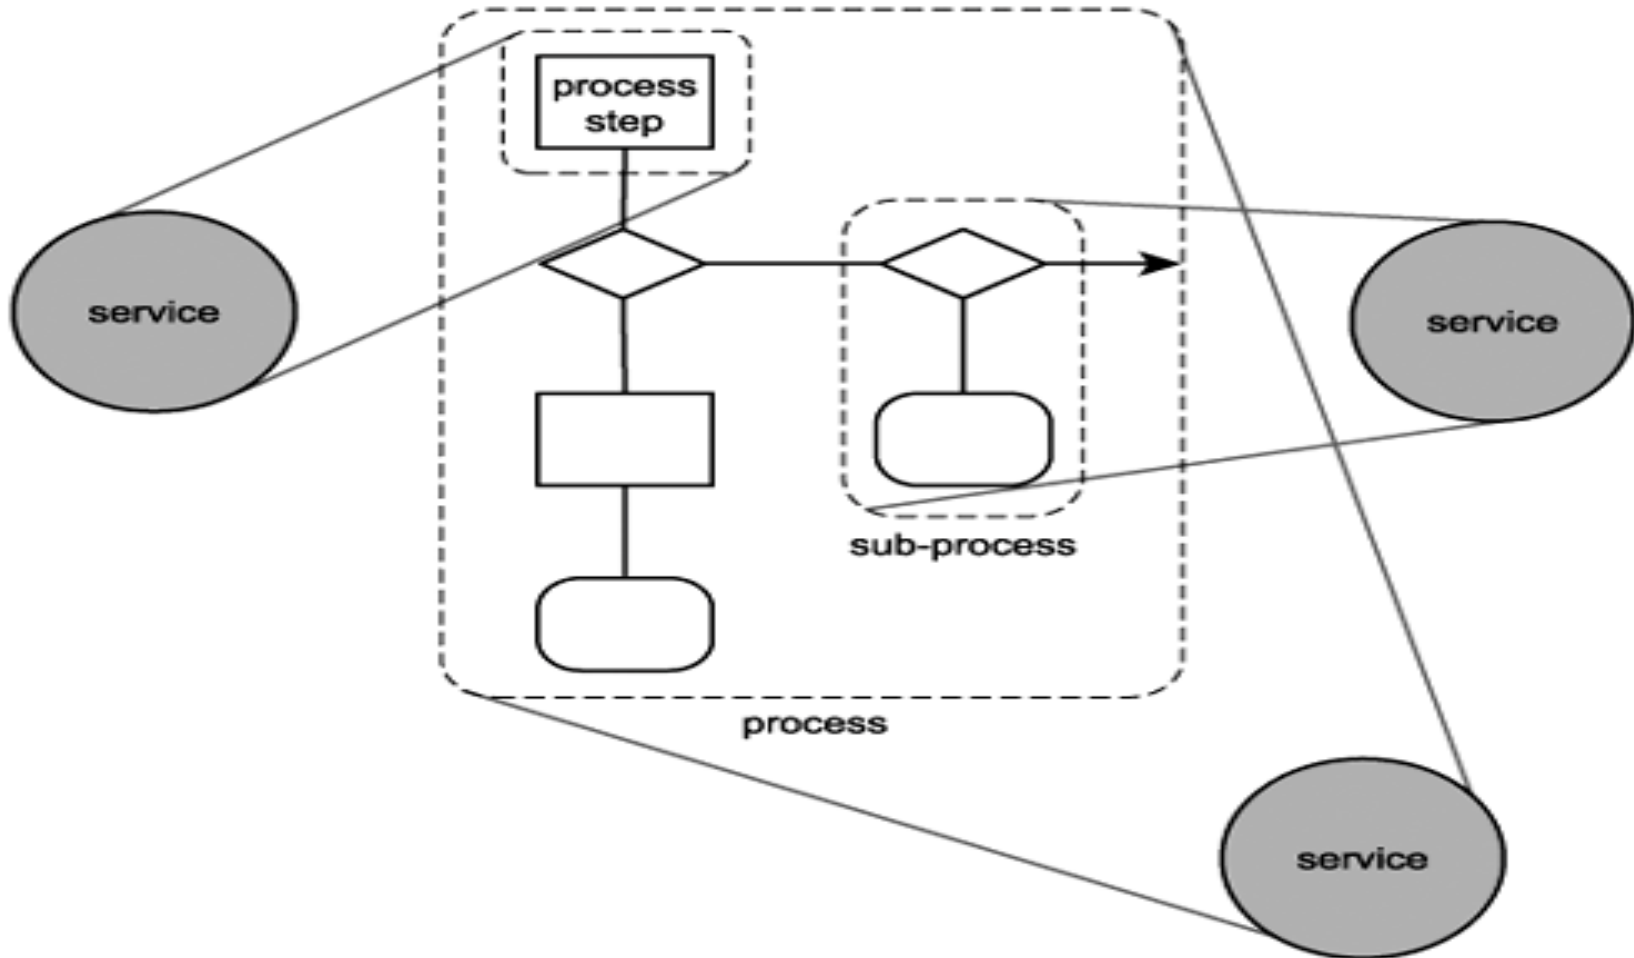 process
step
service
service
sub-process
process
service